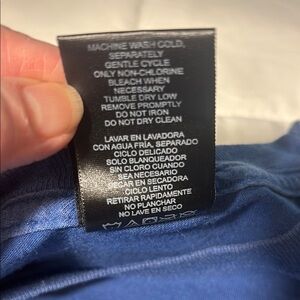 MACHINE WASH COLD,
SEPARATELY
GENTLE CYCLE
ONLY NON-CHLORINE
BLEACH WHEN
NECESSARY
TUMBLE DRY LOW
REMOVE PROMPTLY
DO NOT IRON
DO NOT DRY CLEAN
LAVAR EN LAVADORA
CON AGUA FRÍA, SEPARADO
CICLO DELICADO
SOLO BLANQUEADOR
SIN CLORO CUANDO
SEA NECESARIO
SECAR EN SECADORA
CICLO LENTO
RETIRAR RAPIDAMENTE
NO PLANCHAR
NO LAVE EN SECO